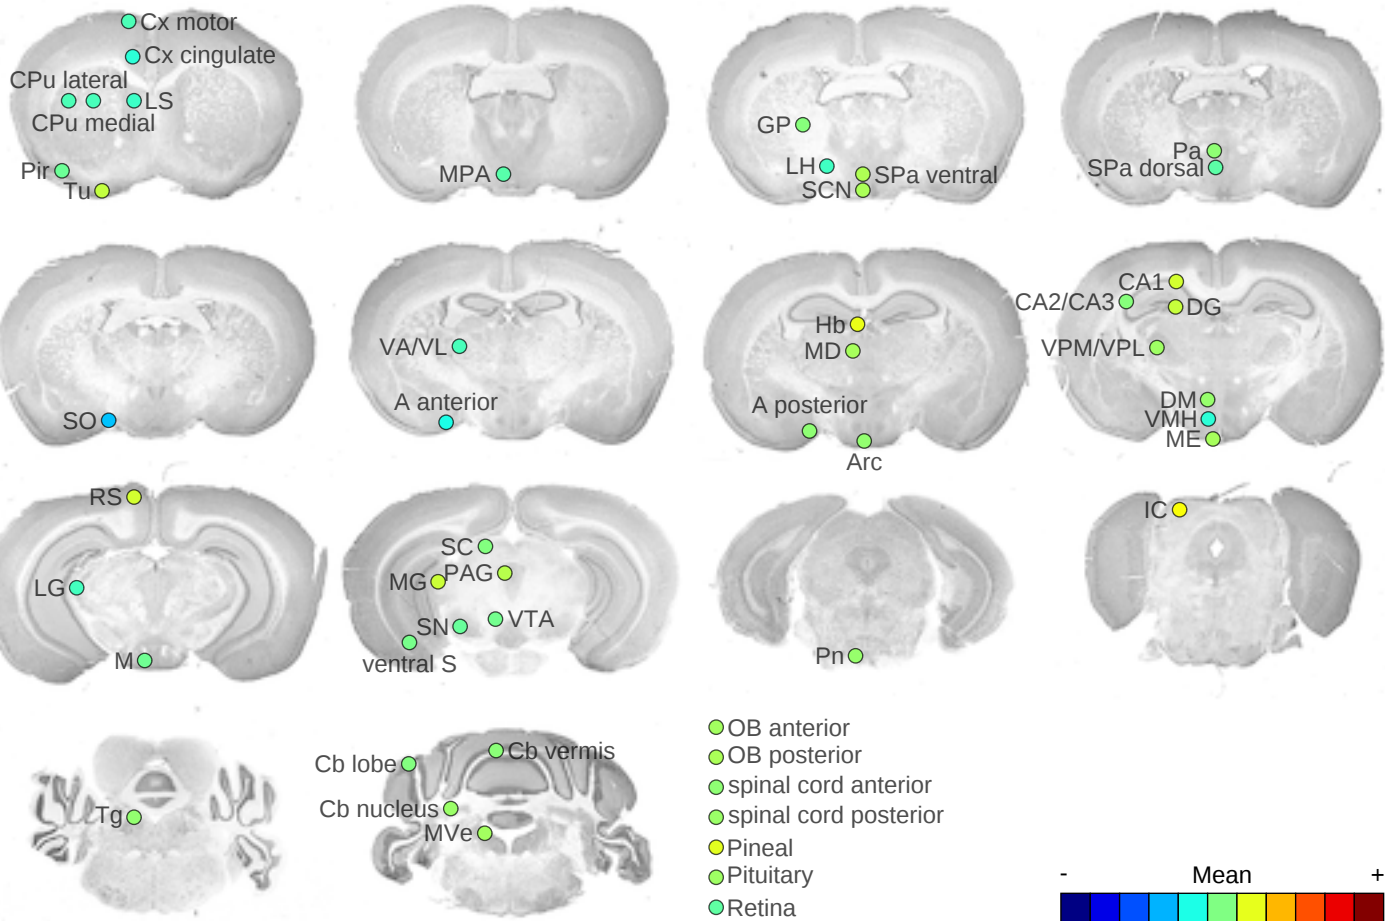 Cx motor
Cx cingulate
CPu lateral
LS
CPu medial
Pir
Tu
MPA
GP
LH
SPa ventral
SCN
Pa
SPa dorsal
SO
VA/VL
A anterior
Hb
MD
A posterior
Arc
CA1
CA2/CA3
DG
VPM/VPL
DM
VMH
ME
RS
LG
M
SC
MG
PAG
SN
VTA
ventral S
Pn
IC
Tg
Cb lobe
Cb vermis
Cb nucleus
MVe
OB anterior
OB posterior
spinal cord anterior
spinal cord posterior
Pineal
Pituitary
Retina
- Mean +